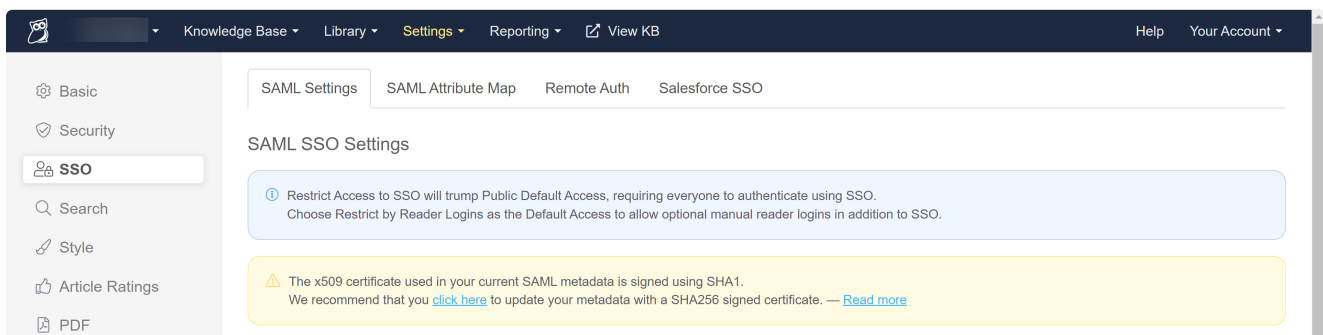 Knowledge Base Library Settings Reporting View KB Help Your Account
Basic
Security
SSO
Search
Style
Article Ratings
PDF
SAML Settings SAML Attribute Map Remote Auth Salesforce SSO
SAML SSO Settings
Restrict Access to SSO will trump Public Default Access, requiring everyone to authenticate using SSO.
Choose Restrict by Reader Logins as the Default Access to allow optional manual reader logins in addition to SSO.
The x509 certificate used in your current SAML metadata is signed using SHA1.
We recommend that you click here to update your metadata with a SHA256 signed certificate. — Read more